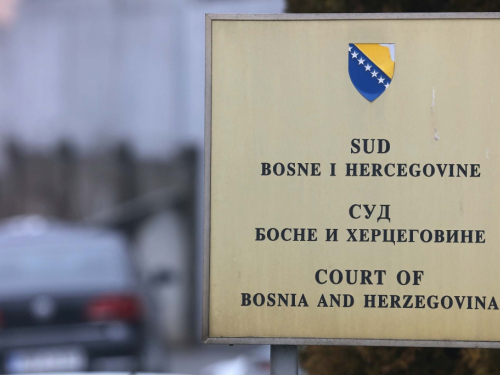 SUD
BOSNE I HERCEGOVINE
СУД
БОСНЕ И ХЕРЦЕГОВИНЕ
COURT OF
BOSNIA AND HERZEGOVINA